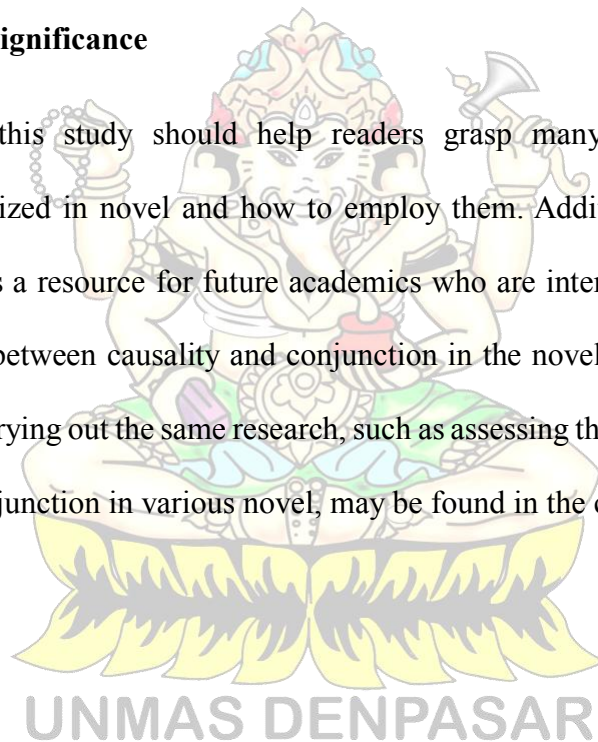 ignificance
this study should help readers grasp many
ized in novel and how to employ them. Addi
s a resource for future academics who are inter
between causality and conjunction in the novel
rying out the same research, such as assessing th
junction in various novel, may be found in the
UNMAS DENPASAR